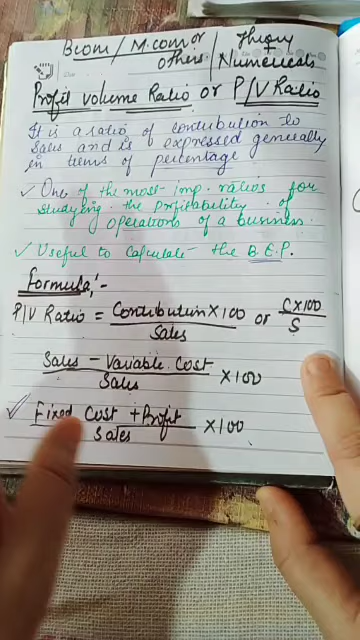 Bcom / M.com or others | Theory + Numericals
Profit volume Ratio or P/V Ratio
It is a ratio of contribution to
Sales and is expressed generally
in terms of percentage
✓ One of the most imp. ratios for
studying the profitability of
operations of a business.
✓ Useful to calculate the B.E.P.
Formula:-
P/V Ratio = Contribution X 100 / Sales or C X 100 / S
Sales - Variable Cost / Sales X 100
✓ Fixed Cost + Profit / Sales X 100